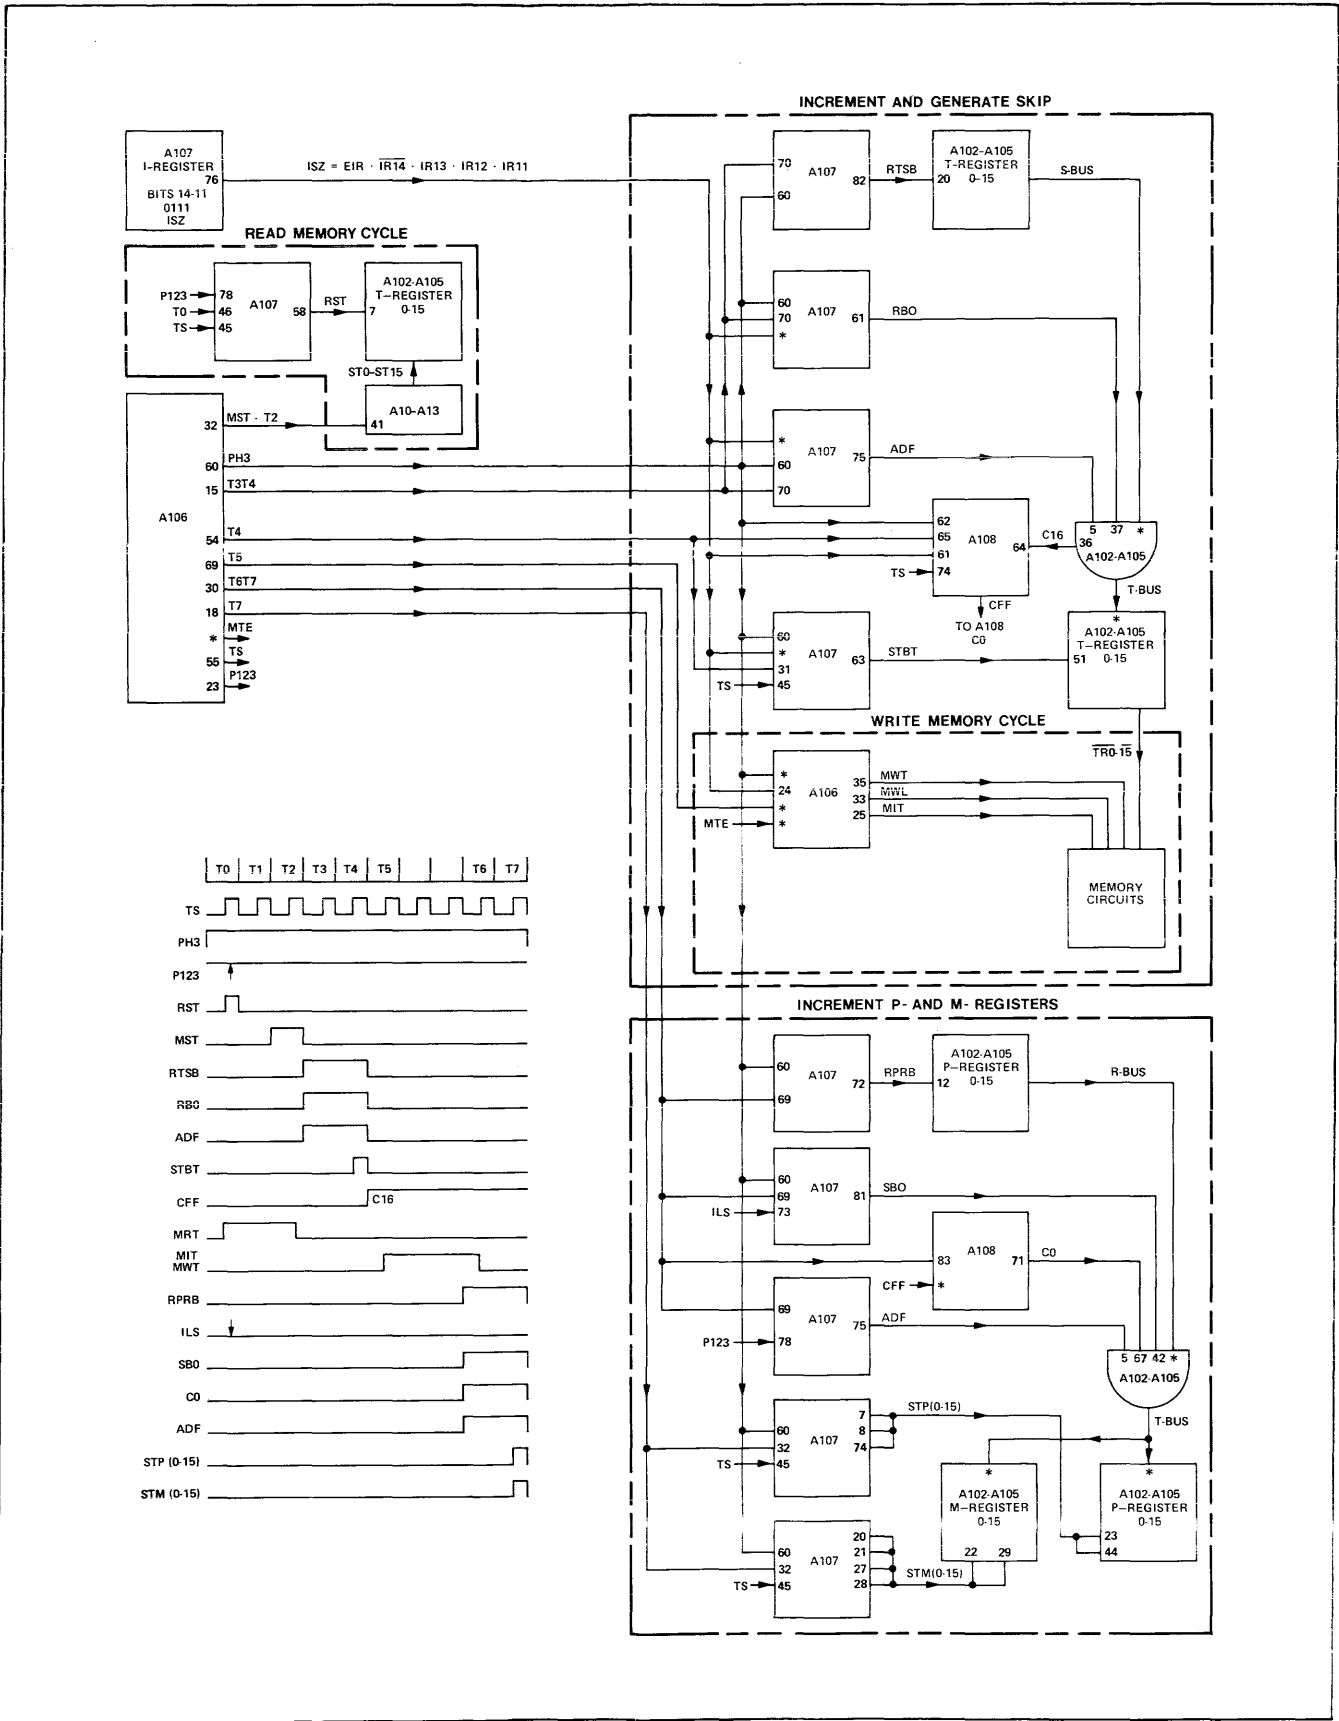 INCREMENT AND GENERATE SKIP
A107
I-REGISTER
76
BITS 14-11
0111
ISZ
ISZ = EIR · IR14 · IR13 · IR12 · IR11
READ MEMORY CYCLE
P123
T0
TS
78
46
45
A107
58
RST
7
A102-A105
T-REGISTER
0-15
ST0-ST15
A10-A13
41
A106
32
MST · T2
60
PH3
15
T3T4
54
T4
69
T5
30
T6T7
18
T7
*
MTE
55
TS
23
P123
70
60
A107
82
RTSB
20
A102-A105
T-REGISTER
0-15
S-BUS
60
70
*
A107
61
RBO
*
60
70
A107
75
ADF
62
65
61
TS
74
A108
64
C16
5 37 *
36
A102-A105
T-BUS
CFF
TO A108
C0
60
*
31
TS
45
A107
63
STBT
*
A102-A105
T-REGISTER
51
0-15
WRITE MEMORY CYCLE
TR0-15
*
24
*
MTE
*
A106
35
33
25
MWT
MWL
MIT
MEMORY
CIRCUITS
INCREMENT P- AND M- REGISTERS
60
69
A107
72
RPRB
12
A102-A105
P-REGISTER
0-15
R-BUS
60
69
ILS
73
A107
81
SBO
83
CFF
*
A108
71
C0
69
P123
78
A107
75
ADF
5 67 42 *
A102-A105
T-BUS
60
32
TS
45
A107
7
8
74
STP(0-15)
*
A102-A105
M-REGISTER
0-15
22 29
*
A102-A105
P-REGISTER
0-15
23
44
60
32
TS
45
A107
20
21
27
28
STM(0-15)
T0 T1 T2 T3 T4 T5 T6 T7
TS
PH3
P123
RST
MST
RTSB
RB0
ADF
STBT
CFF
C16
MRT
MIT
MWT
RPRB
ILS
SB0
C0
ADF
STP (0-15)
STM (0-15)